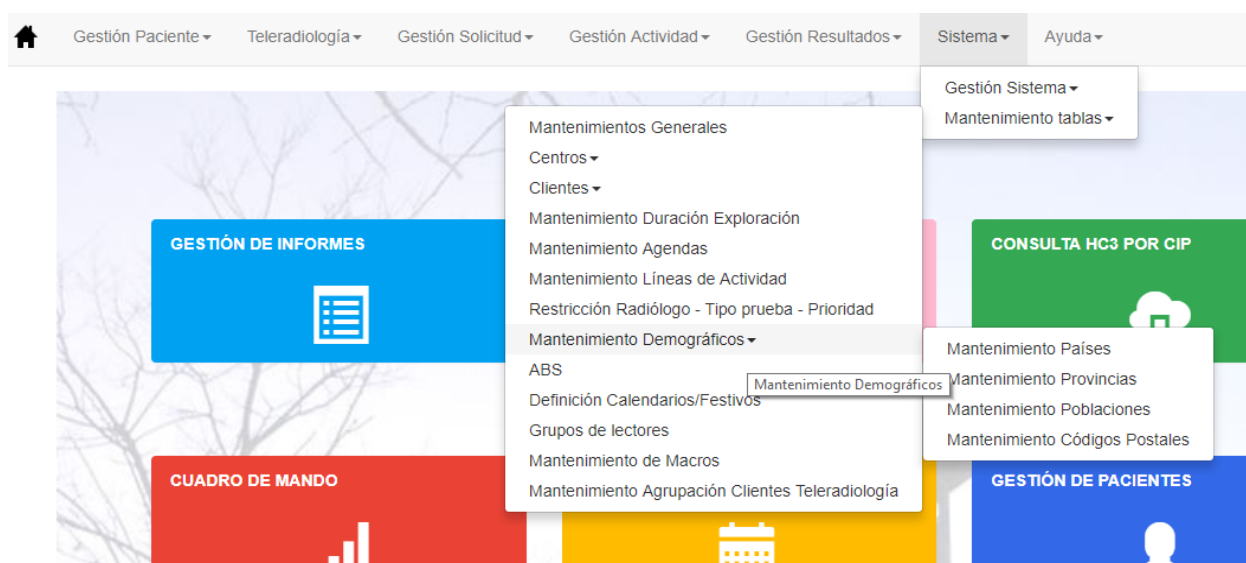 Gestión Paciente
Teleradiología
Gestión Solicitud
Gestión Actividad
Gestión Resultados
Sistema
Ayuda
Gestión Sistema
Mantenimiento tablas
Mantenimientos Generales
Centros
Clientes
Mantenimiento Duración Exploración
Mantenimiento Agendas
Mantenimiento Líneas de Actividad
Restricción Radiólogo - Tipo prueba - Prioridad
Mantenimiento Demográficos
ABS
Definición Calendarios/Festivos
Grupos de lectores
Mantenimiento de Macros
Mantenimiento Agrupación Clientes Teleradiología
Mantenimiento Demográficos
Mantenimiento Países
Mantenimiento Provincias
Mantenimiento Poblaciones
Mantenimiento Códigos Postales
GESTIÓN DE INFORMES
CONSULTA HC3 POR CIP
CUADRO DE MANDO
GESTIÓN DE PACIENTES